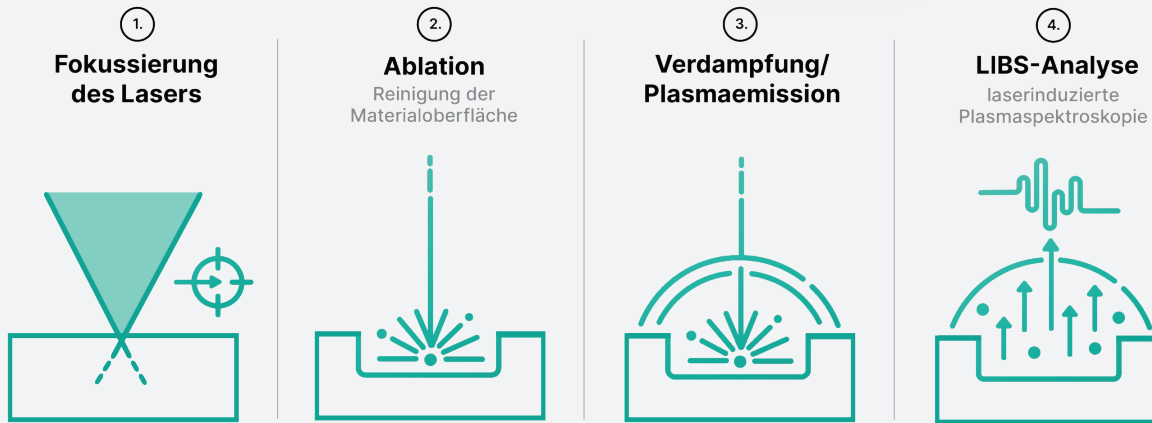 1.
Fokussierung
des Lasers
2.
Ablation
Reinigung der
Materialoberfläche
3.
Verdampfung/
Plasmaemission
4.
LIBS-Analyse
laserinduzierte
Plasmaspektroskopie